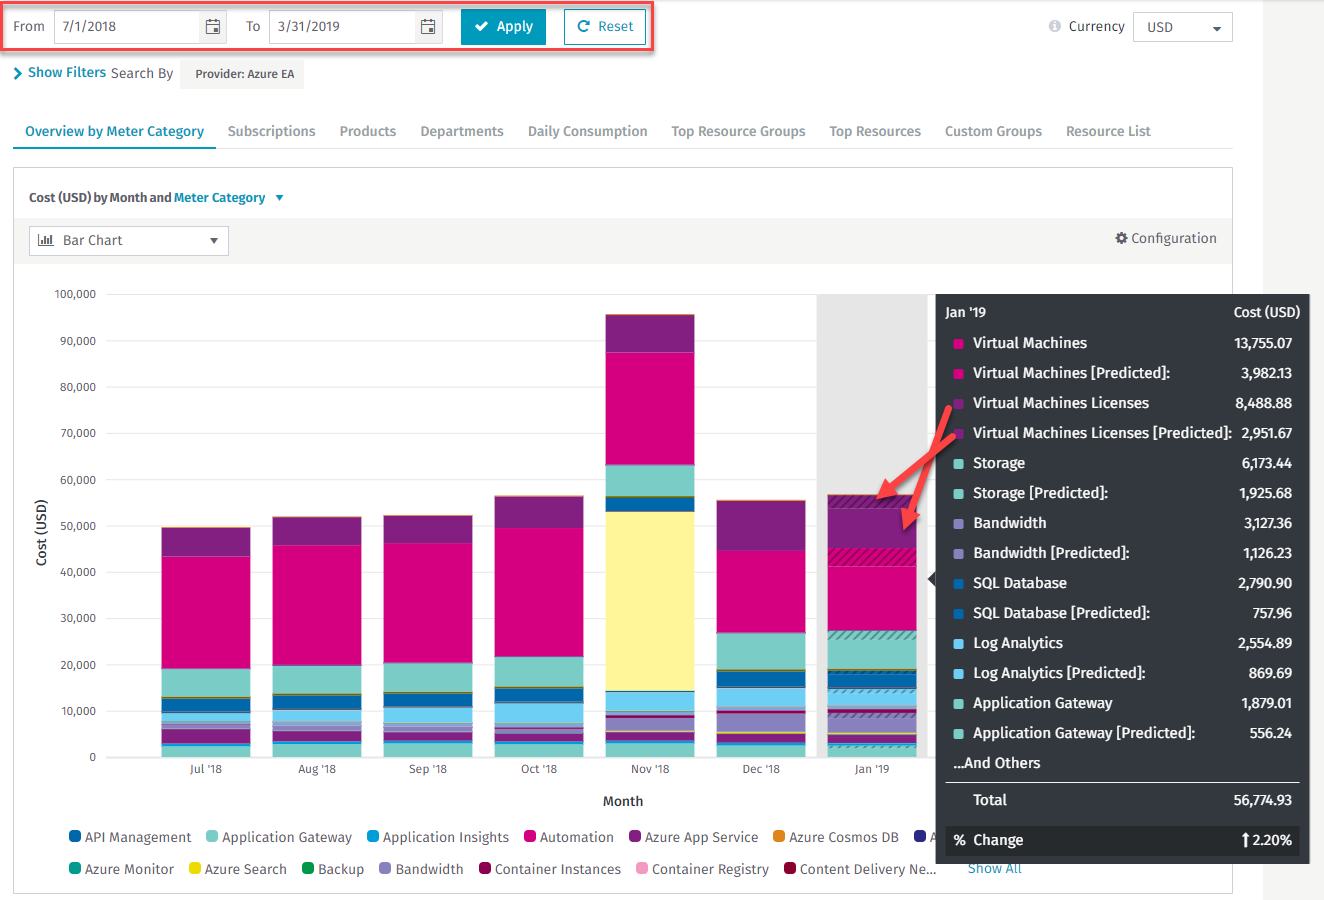 From 7/1/2018 To 3/31/2019 Apply Reset Currency USD
Show Filters Search By Provider: Azure EA
Overview by Meter Category Subscriptions Products Departments Daily Consumption Top Resource Groups Top Resources Custom Groups Resource List
Cost (USD) by Month and Meter Category
Bar Chart Configuration
100,000
90,000
80,000
70,000
60,000
50,000
40,000
30,000
20,000
10,000
0
Cost (USD)
Jul '18 Aug '18 Sep '18 Oct '18 Nov '18 Dec '18 Jan '19
Month
Jan '19 Cost (USD)
Virtual Machines 13,755.07
Virtual Machines [Predicted]: 3,982.13
Virtual Machines Licenses 8,488.88
Virtual Machines Licenses [Predicted]: 2,951.67
Storage 6,173.44
Storage [Predicted]: 1,925.68
Bandwidth 3,127.36
Bandwidth [Predicted]: 1,126.23
SQL Database 2,790.90
SQL Database [Predicted]: 757.96
Log Analytics 2,554.89
Log Analytics [Predicted]: 869.69
Application Gateway 1,879.01
Application Gateway [Predicted]: 556.24
...And Others
Total 56,774.93
% Change 2.20%
API Management Application Gateway Application Insights Automation Azure App Service Azure Cosmos DB
Azure Monitor Azure Search Backup Bandwidth Container Instances Container Registry Content Delivery Ne... Show All